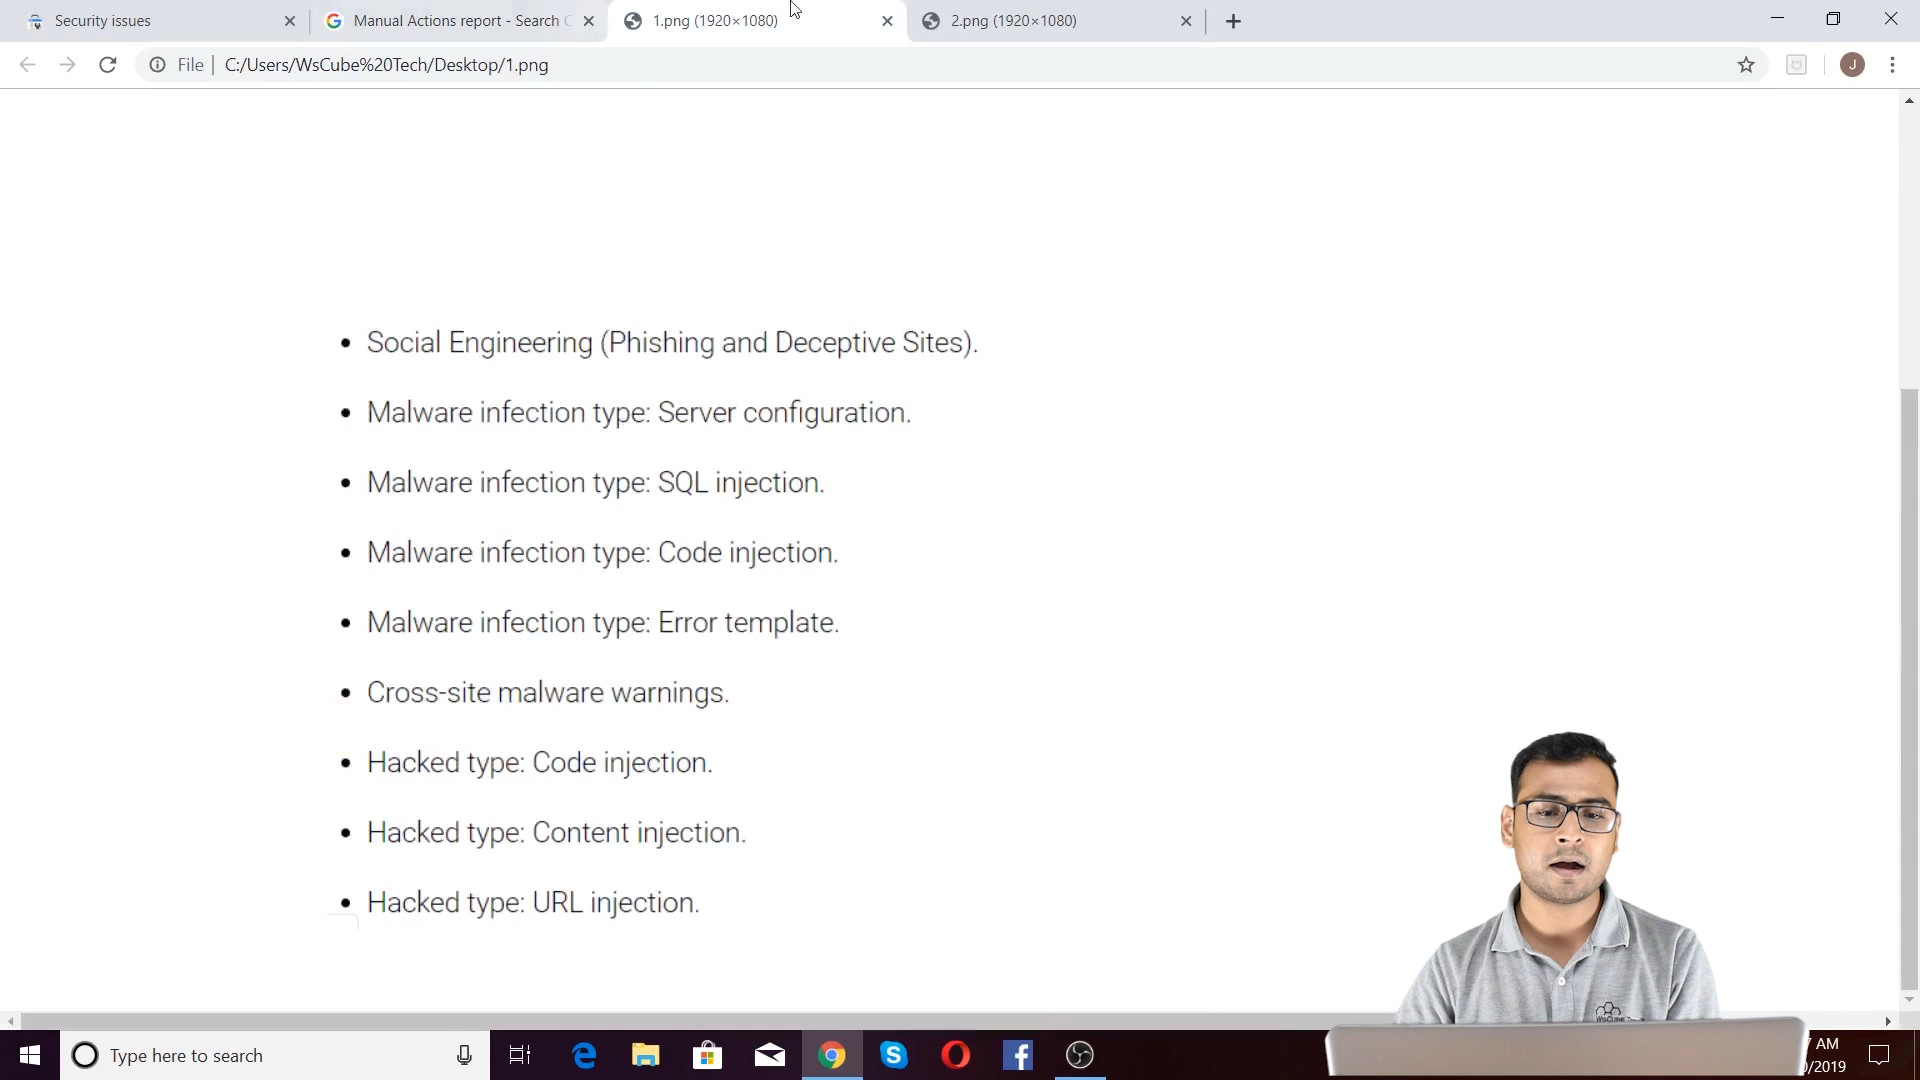 Security issues
Manual Actions report - Search
1.png (1920×1080)
2.png (1920×1080)
File
C:/Users/WsCube%20Tech/Desktop/1.png
J
• Social Engineering (Phishing and Deceptive Sites).
• Malware infection type: Server configuration.
• Malware infection type: SQL injection.
• Malware infection type: Code injection.
• Malware infection type: Error template.
• Cross-site malware warnings.
• Hacked type: Code injection.
• Hacked type: Content injection.
• Hacked type: URL injection.
Type here to search
AM
/2019